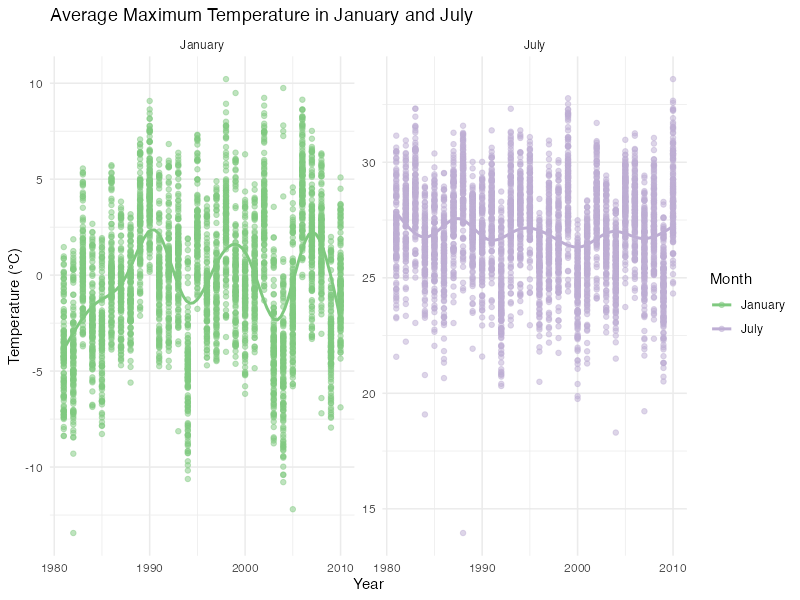 Average Maximum Temperature in January and July
January
July
10
5
0
-5
-10
30
25
20
15
1980
1990
2000
2010
1980
1990
2000
2010
Temperature (°C)
Year
Month
January
July